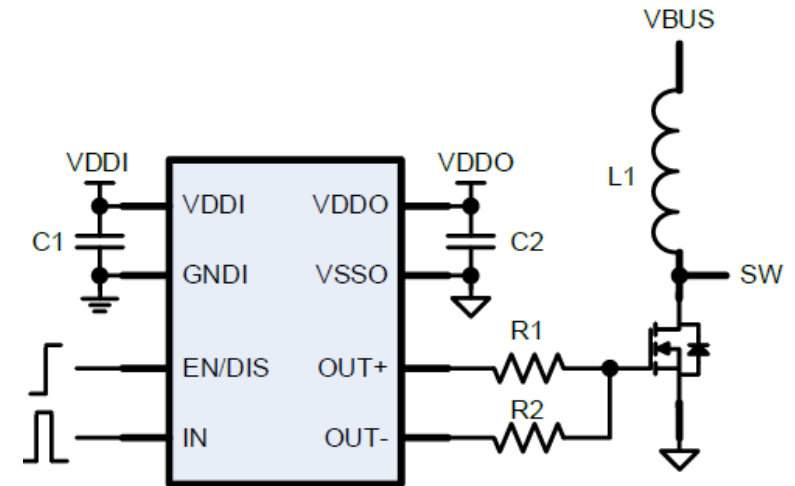 VBUS
VDDI
VDDO
L1
VDDI
VDDO
C1
C2
GNDI
VSSO
SW
R1
EN/DIS
OUT+
R2
IN
OUT-